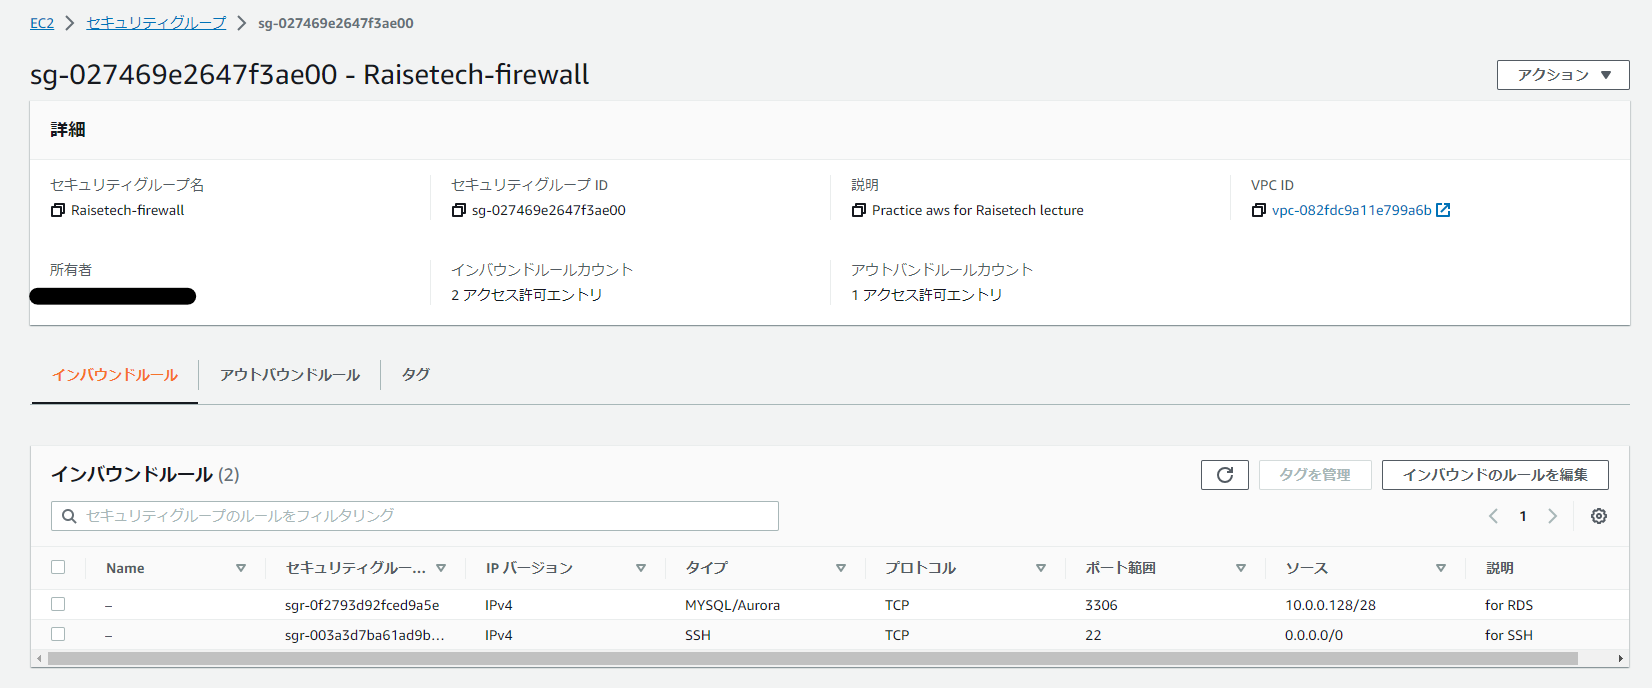 EC2 > セキュリティグループ > sg-027469e2647f3ae00
sg-027469e2647f3ae00 - Raisetech-firewall
アクション ▼
詳細
セキュリティグループ名 セキュリティグループ ID 説明 VPC ID
Raisetech-firewall sg-027469e2647f3ae00 Practice aws for Raisetech lecture vpc-082fdc9a11e799a6b
所有者 インバウンドルールカウント アウトバンドルールカウント
2 アクセス許可エントリ 1 アクセス許可エントリ
インバウンドルール アウトバウンドルール タグ
インバウンドルール (2) タグを管理 インバウンドのルールを編集
セキュリティグループのルールをフィルタリング < 1 >
Name セキュリティグルー... IP バージョン タイプ プロトコル ポート範囲 ソース 説明
– sgr-0f2793d92fced9a5e IPv4 MYSQL/Aurora TCP 3306 10.0.0.128/28 for RDS
– sgr-003a3d7ba61ad9b... IPv4 SSH TCP 22 0.0.0.0/0 for SSH